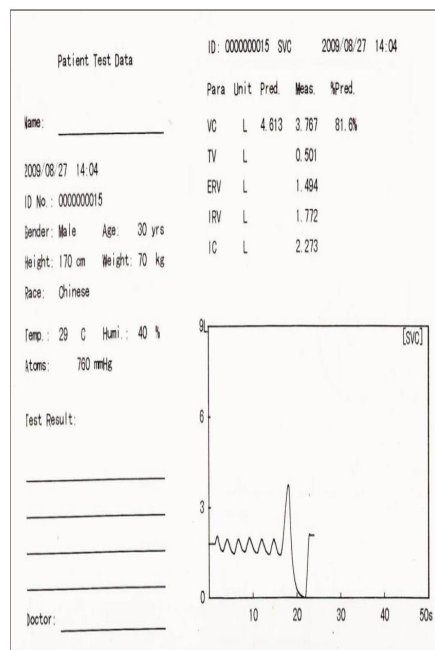 Patient Test Data
Name:
2009/08/27 14:04
ID No.: 0000000015
Gender: Male Age: 30 yrs
Height: 170 cm Weight: 70 kg
Race: Chinese
Temp.: 29 C Humi.: 40 %
Atoms: 760 mmHg
Test Result:
Doctor:
ID: 0000000015 SVC 2009/08/27 14:04
Para Unit Pred. Meas. %Pred.
VC L 4.613 3.767 81.6%
TV L 0.501
ERV L 1.494
IRV L 1.772
IC L 2.273
9L
[SVC]
6
3
0
10 20 30 40 50s